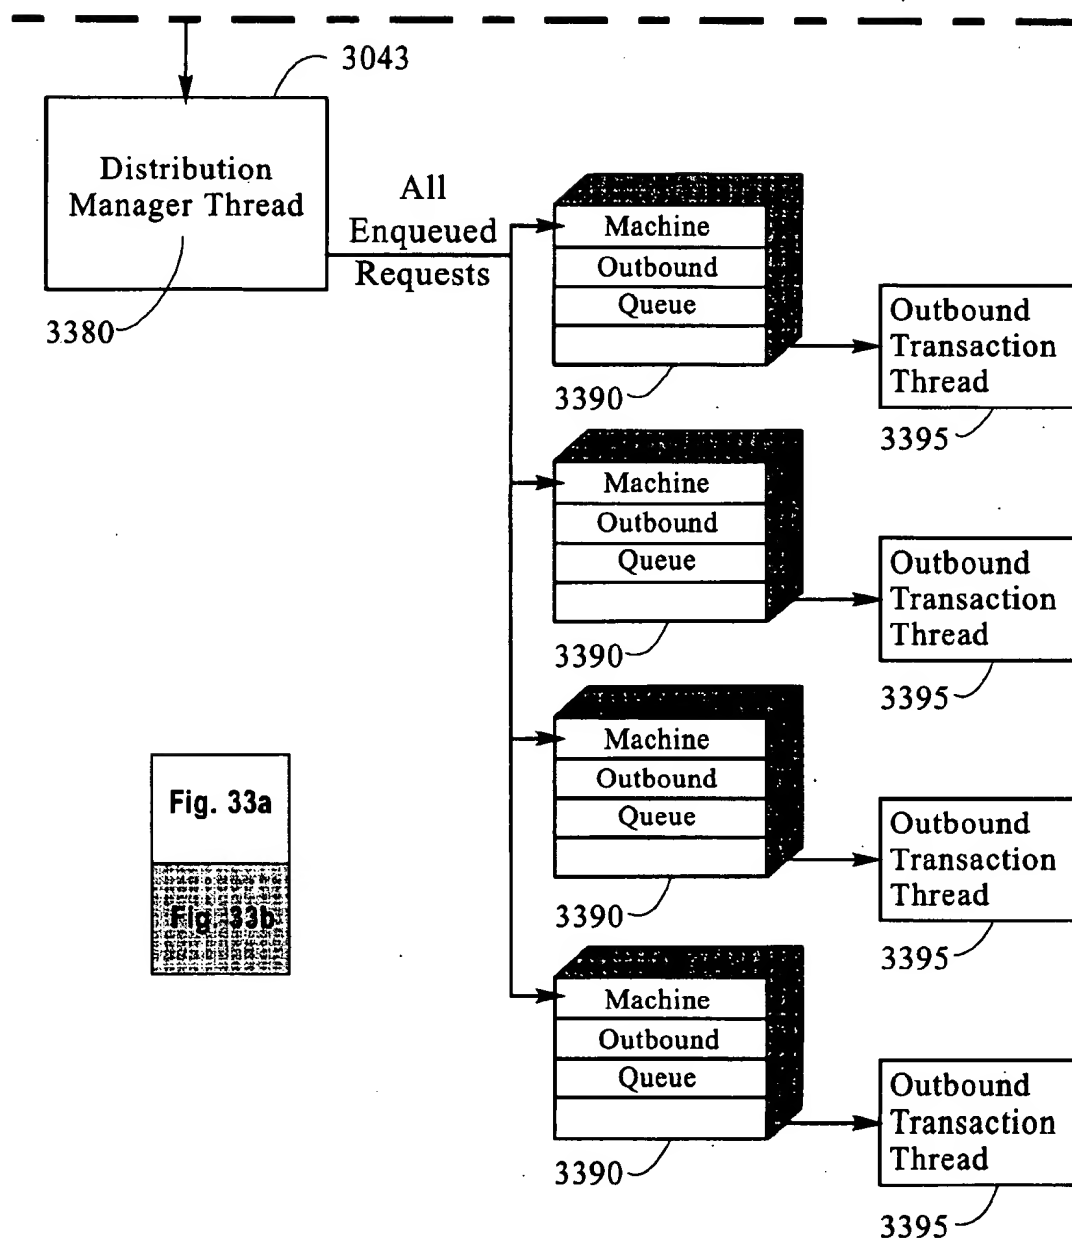 3043
Distribution
Manager Thread
3380
All
Enqueued
Requests
Machine
Outbound
Queue
3390
Outbound
Transaction
Thread
3395
Machine
Outbound
Queue
3390
Outbound
Transaction
Thread
3395
Machine
Outbound
Queue
3390
Outbound
Transaction
Thread
3395
Machine
Outbound
Queue
3390
Outbound
Transaction
Thread
3395
Fig. 33a
Fig. 33b